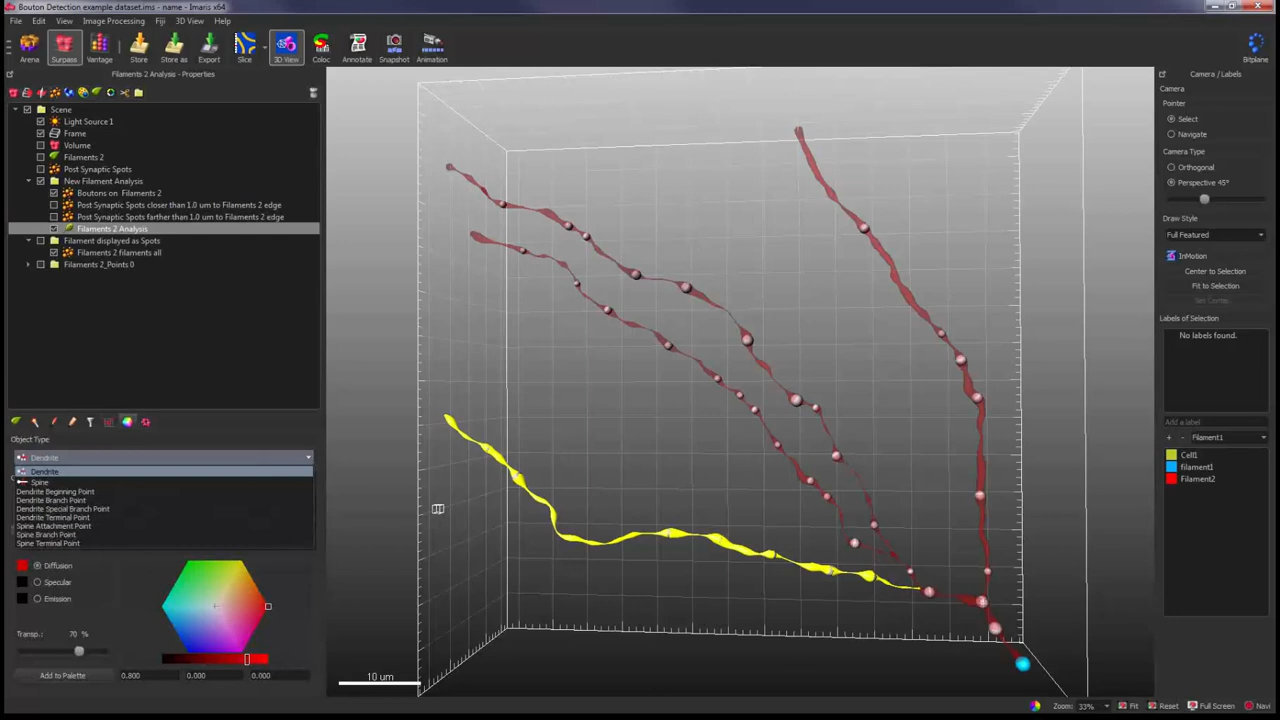 Bouton Detection example dataset.ims - name - Imaris x64
File Edit View Image Processing Fiji 3D View Help
Arena Surpass Vantage Store Store as Export Slice 3D View Coloc Annotate Snapshot Animation Bitplane
Filaments 2 Analysis - Properties
Scene
Light Source 1
Frame
Volume
Filaments 2
Post Synaptic Spots
New Filament Analysis
Boutons on Filaments 2
Post Synaptic Spots closer than 1.0 um to Filaments 2 edge
Post Synaptic Spots farther than 1.0 um to Filaments 2 edge
Filaments 2 Analysis
Filament displayed as Spots
Filaments 2 filaments all
Filaments 2_Points 0
Object Type
Dendrite
Dendrite
Spine
Dendrite Beginning Point
Dendrite Branch Point
Dendrite Special Branch Point
Dendrite Terminal Point
Spine Attachment Point
Spine Branch Point
Spine Terminal Point
Diffusion
Specular
Emission
Transp.: 70 %
Add to Palette 0.800 0.000 0.000
10 um
Camera / Labels
Camera
Pointer
Select
Navigate
Camera Type
Orthogonal
Perspective 45°
Draw Style
Full Featured
InMotion
Center to Selection
Fit to Selection
Set Center...
Labels of Selection
No labels found.
Add a label
+ - Filament1
Cell1
filament1
Filament2
Zoom: 33% Fit Reset Full Screen Navi